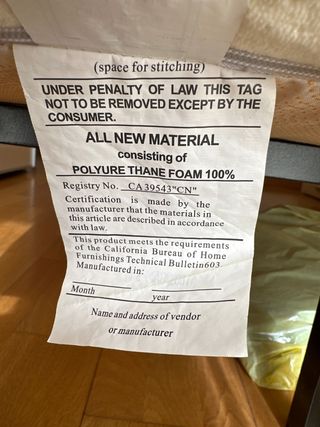 (space for stitching)
UNDER PENALTY OF LAW THIS TAG
NOT TO BE REMOVED EXCEPT BY THE
CONSUMER.
ALL NEW MATERIAL
consisting of
POLYURE THANE FOAM 100%
Registry No. CA39543"CN"
Certification is made by the
manufacturer that the materials in
this article are described in accordance
with law.
This product meets the requirements
of the California Bureau of Home
Furnishings Technical Bulletin603.
Manufactured in:
Month year
Name and address of vendor
or manufacturer